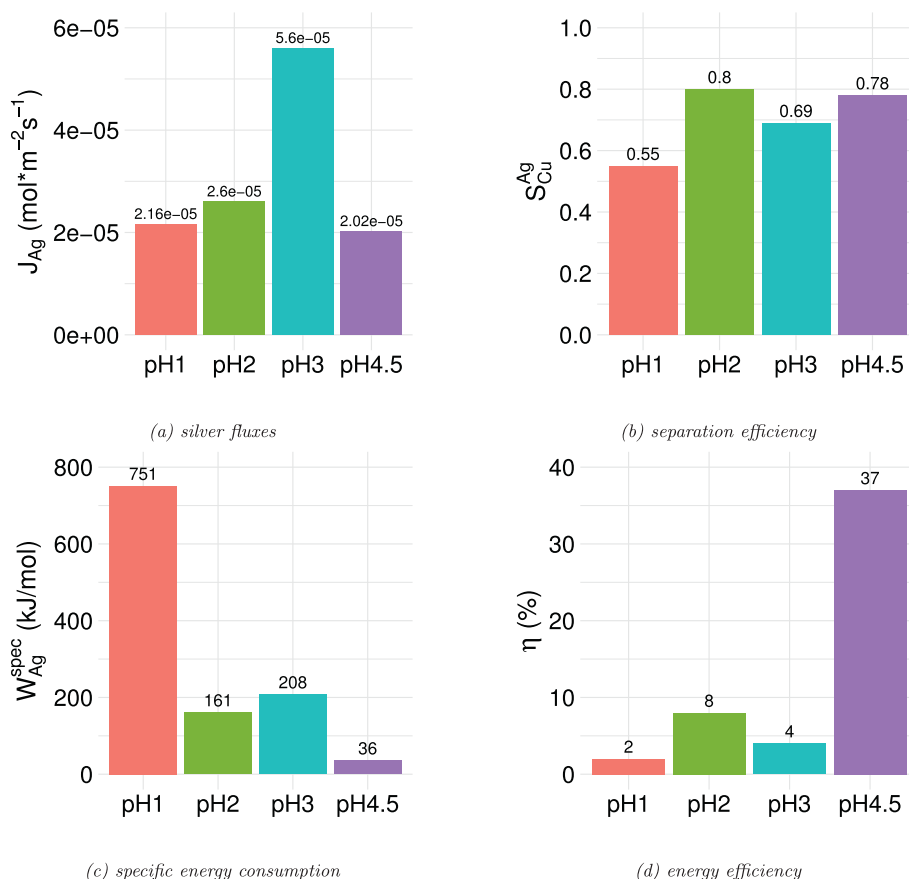 6e−05
4e−05
2e−05
0e+00
J_Ag (mol*m⁻²s⁻¹)
5.6e−05
2.6e−05
2.16e−05
2.02e−05
pH1 pH2 pH3 pH4.5
(a) silver fluxes
1.0
0.8
0.6
0.4
0.2
0.0
S_Cu^Ag
0.55
0.8
0.69
0.78
pH1 pH2 pH3 pH4.5
(b) separation efficiency
800
600
400
200
0
W_Ag^spec (kJ/mol)
751
161
208
36
pH1 pH2 pH3 pH4.5
(c) specific energy consumption
40
30
20
10
0
η (%)
2
8
4
37
pH1 pH2 pH3 pH4.5
(d) energy efficiency